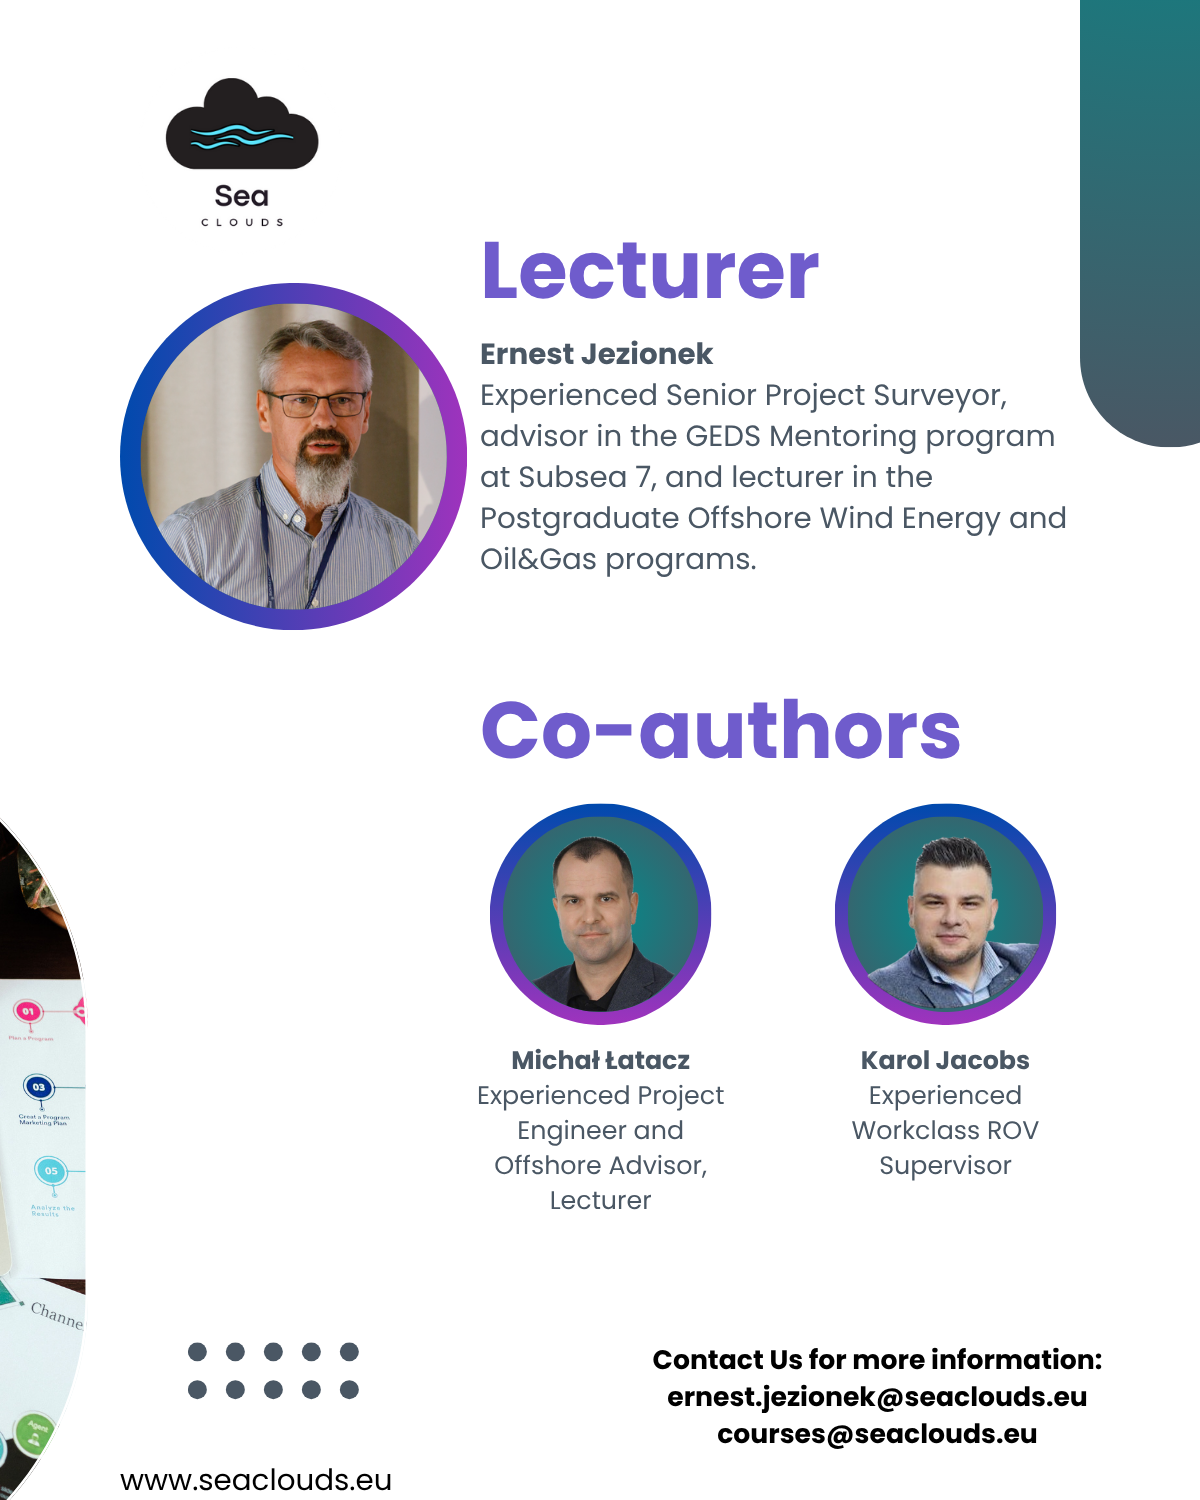 Sea
CLOUDS
Lecturer
Ernest Jezionek
Experienced Senior Project Surveyor,
advisor in the GEDS Mentoring program
at Subsea 7, and lecturer in the
Postgraduate Offshore Wind Energy and
Oil&Gas programs.
Co-authors
Michał Łatacz
Experienced Project
Engineer and
Offshore Advisor,
Lecturer
Karol Jacobs
Experienced
Workclass ROV
Supervisor
01
Plan a Program
03
Creat a Program
Marketing Plan
05
Analyze the
Results
Channe
Agent
Contact Us for more information:
ernest.jezionek@seaclouds.eu
courses@seaclouds.eu
www.seaclouds.eu